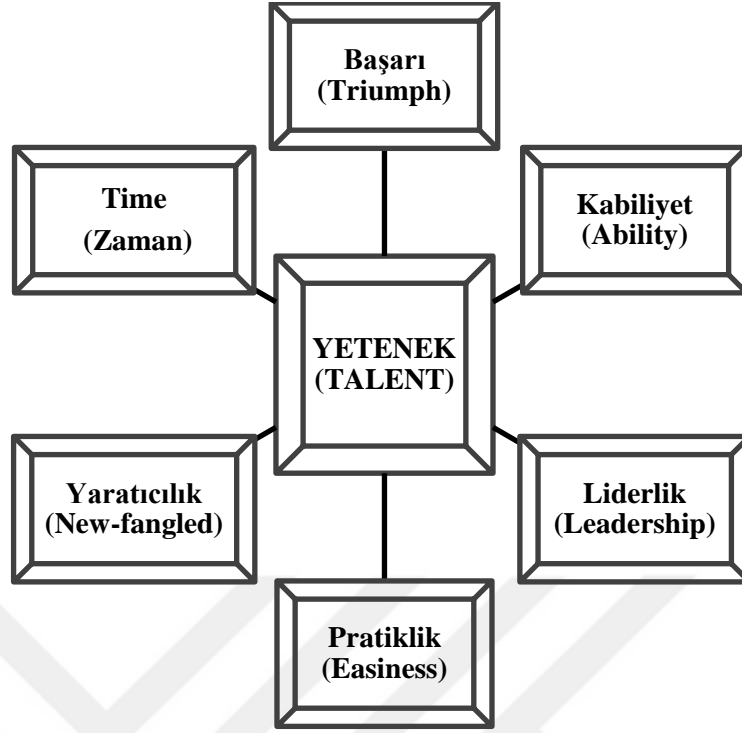 Başarı
(Triumph)
Time
(Zaman)
Kabiliyet
(Ability)
YETENEK
(TALENT)
Yaratıcılık
(New-fangled)
Liderlik
(Leadership)
Pratiklik
(Easiness)